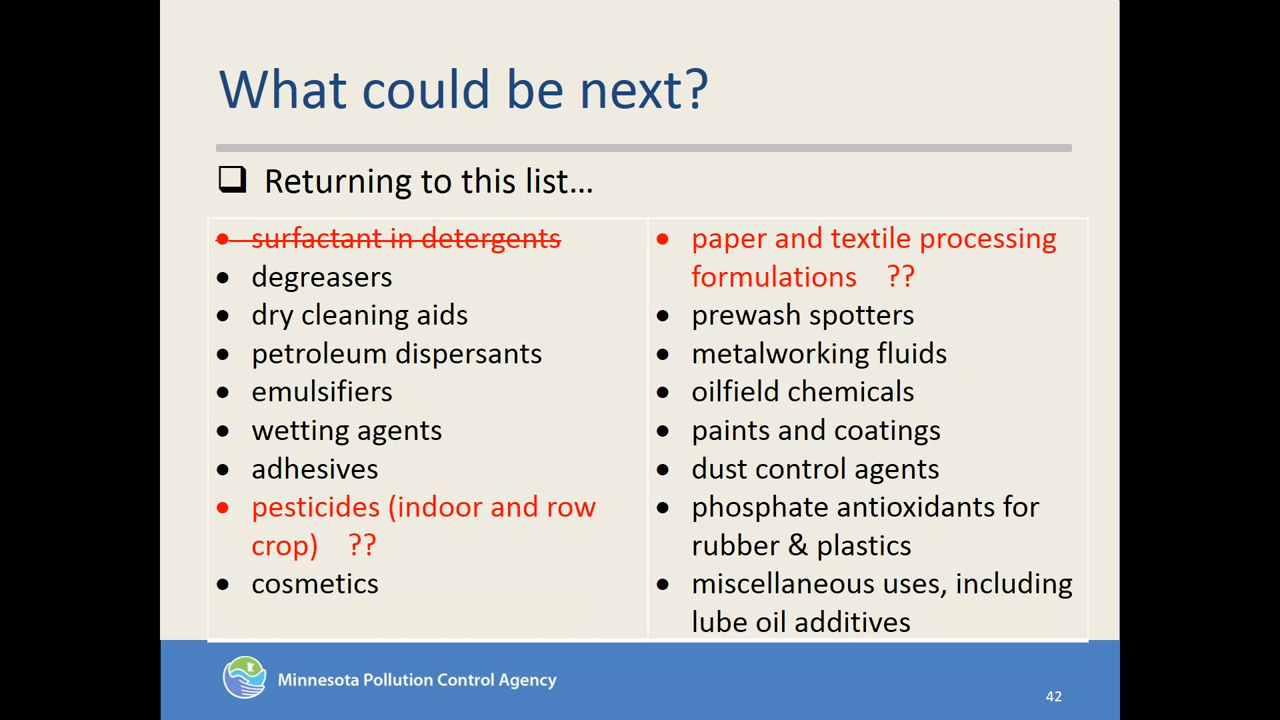 What could be next?
Returning to this list...
• surfactant in detergents
• degreasers
• dry cleaning aids
• petroleum dispersants
• emulsifiers
• wetting agents
• adhesives
• pesticides (indoor and row
crop) ??
• cosmetics
• paper and textile processing
formulations ??
• prewash spotters
• metalworking fluids
• oilfield chemicals
• paints and coatings
• dust control agents
• phosphate antioxidants for
rubber & plastics
• miscellaneous uses, including
lube oil additives
Minnesota Pollution Control Agency
42